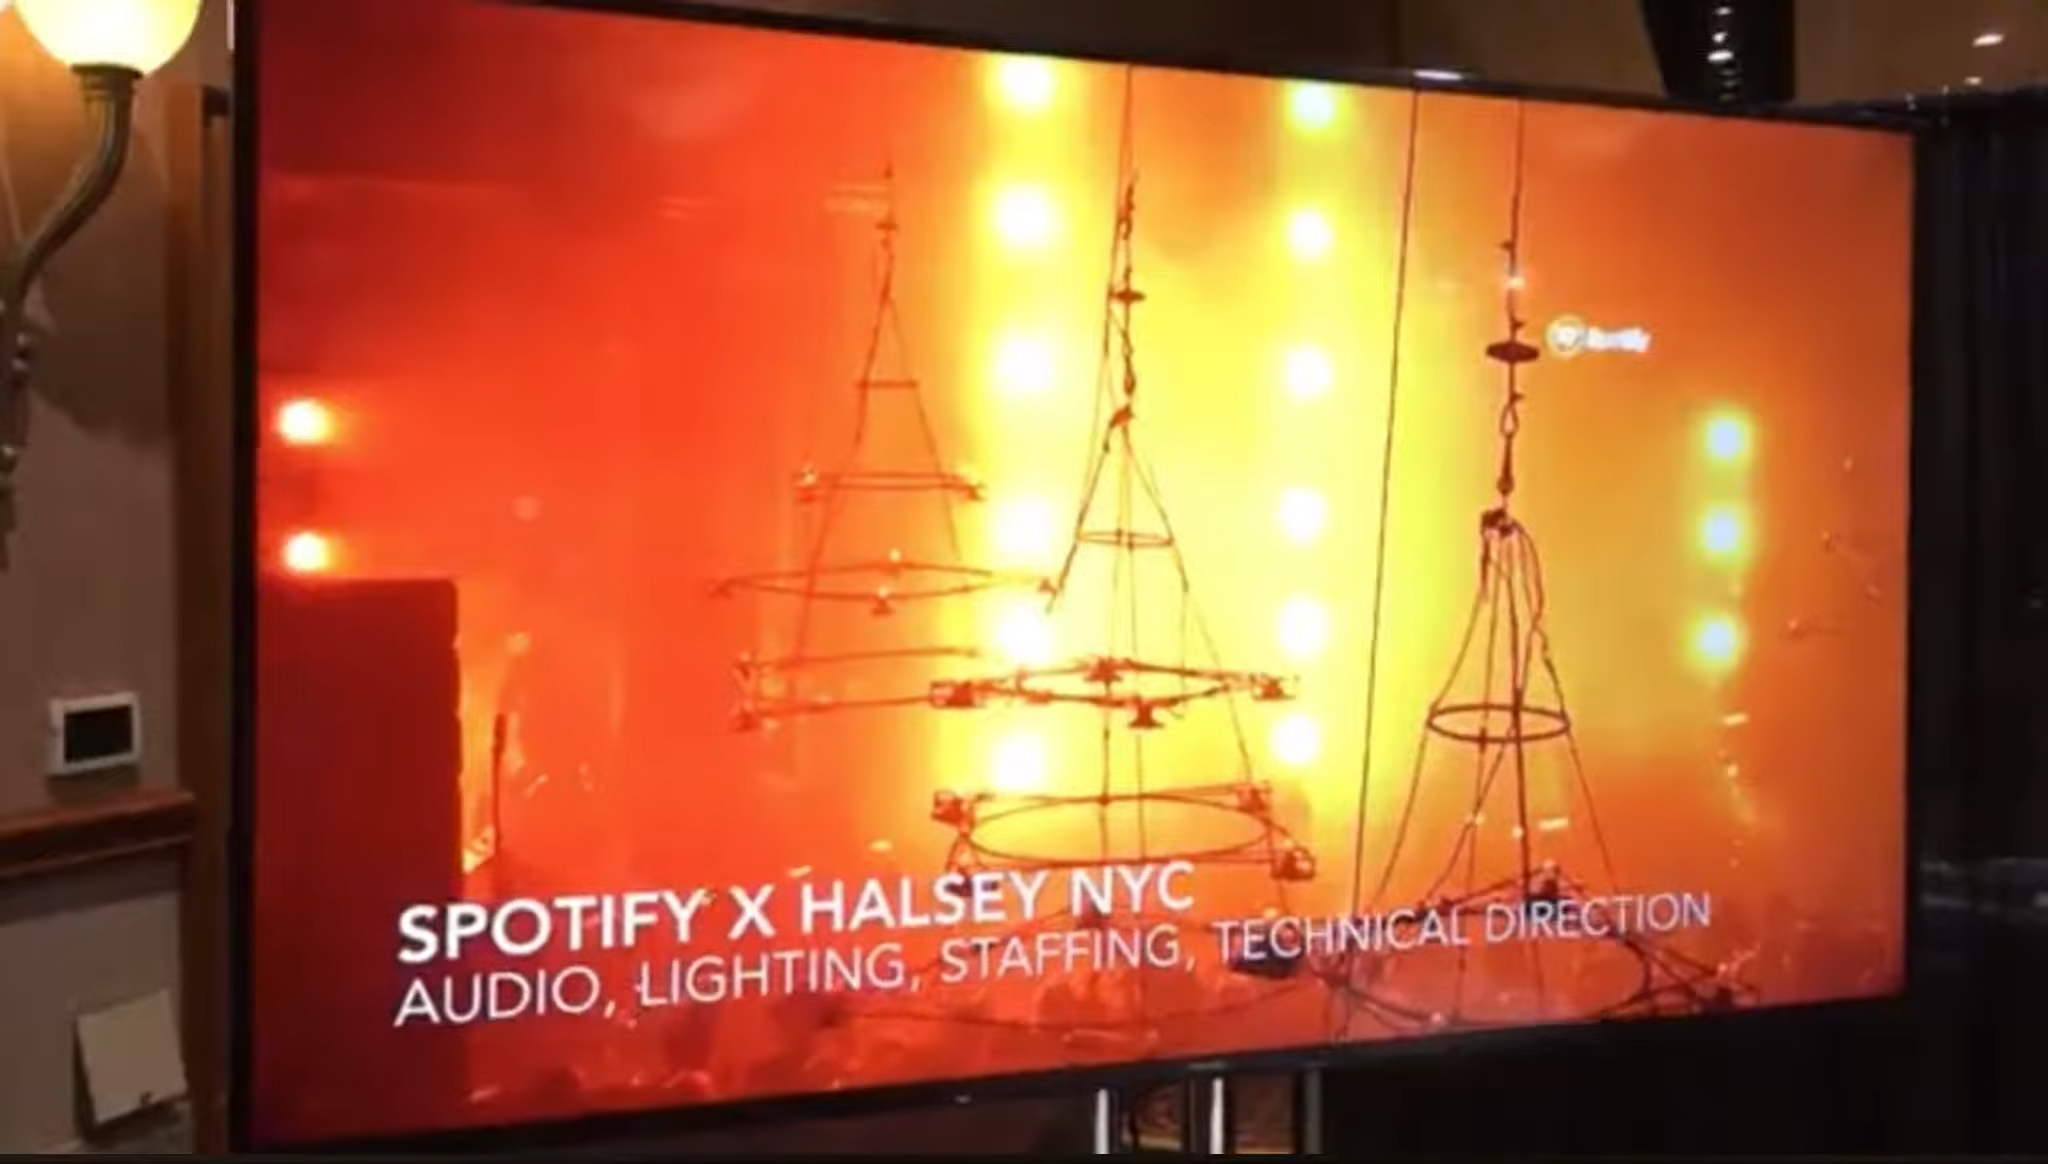 SPOTIFY X HALSEY NYC
AUDIO, LIGHTING, STAFFING, TECHNICAL DIRECTION